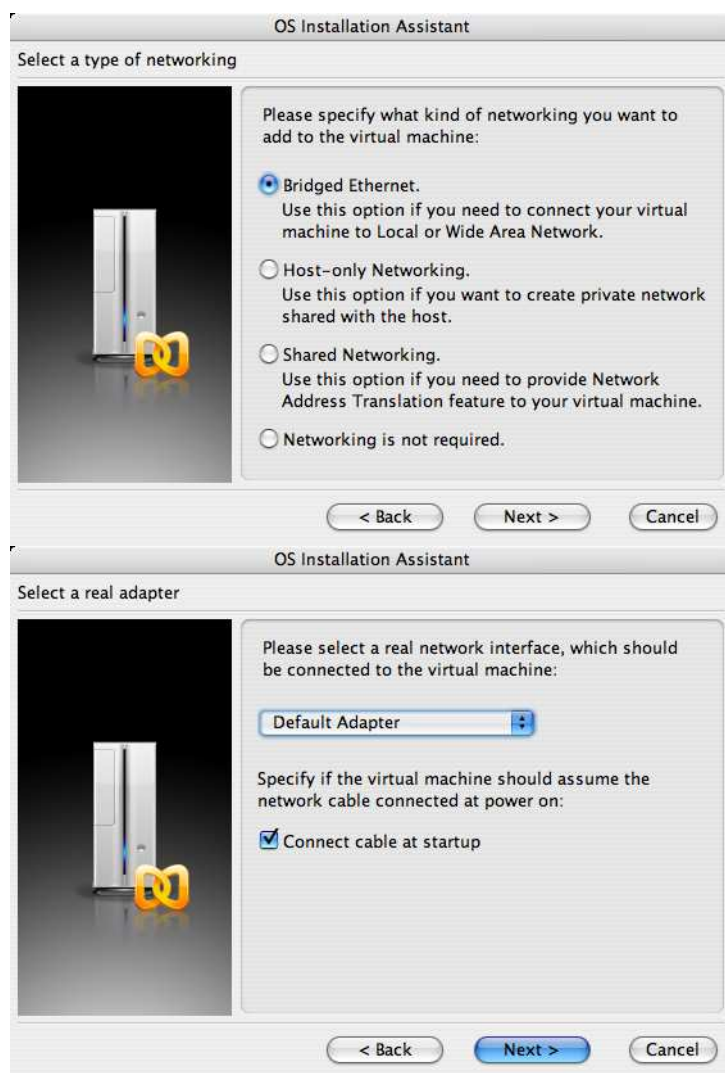 OS Installation Assistant
Select a type of networking
Please specify what kind of networking you want to
add to the virtual machine:
Bridged Ethernet.
Use this option if you need to connect your virtual
machine to Local or Wide Area Network.
Host-only Networking.
Use this option if you want to create private network
shared with the host.
Shared Networking.
Use this option if you need to provide Network
Address Translation feature to your virtual machine.
Networking is not required.
< Back Next > Cancel
OS Installation Assistant
Select a real adapter
Please select a real network interface, which should
be connected to the virtual machine:
Default Adapter
Specify if the virtual machine should assume the
network cable connected at power on:
Connect cable at startup
< Back Next > Cancel